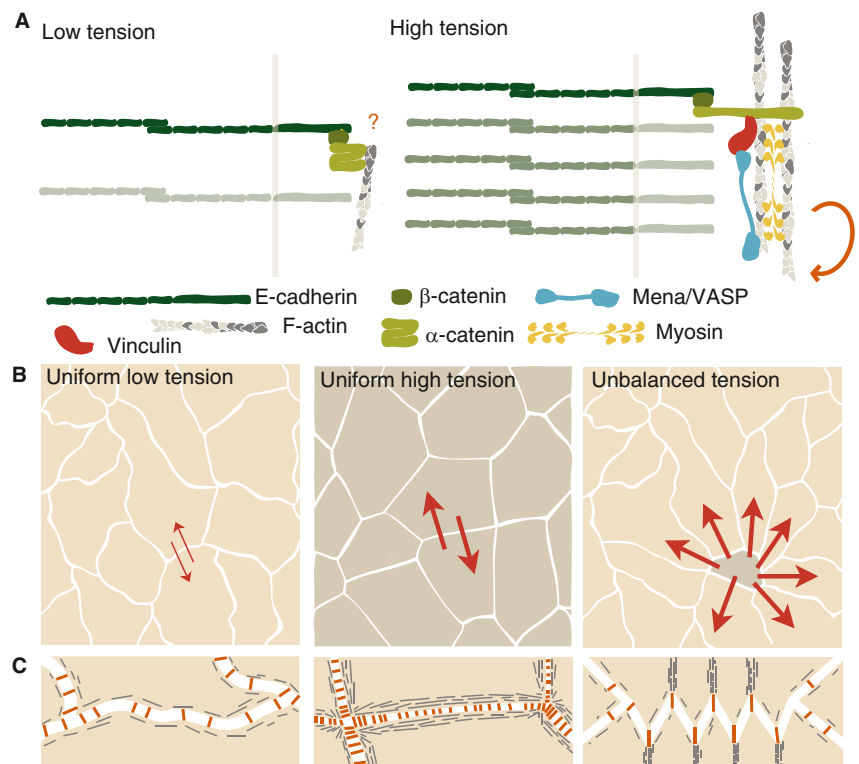 A
Low tension
High tension
?
E-cadherin
β-catenin
Mena/VASP
F-actin
Vinculin
α-catenin
Myosin
B
Uniform low tension
Uniform high tension
Unbalanced tension
C